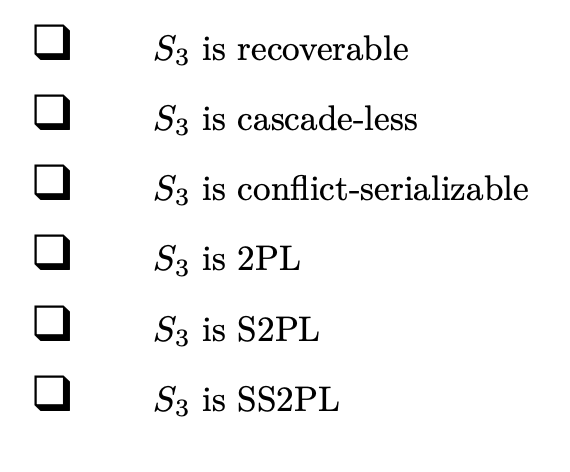 ❏ S₃ is recoverable
❏ S₃ is cascade-less
❏ S₃ is conflict-serializable
❏ S₃ is 2PL
❏ S₃ is S2PL
❏ S₃ is SS2PL